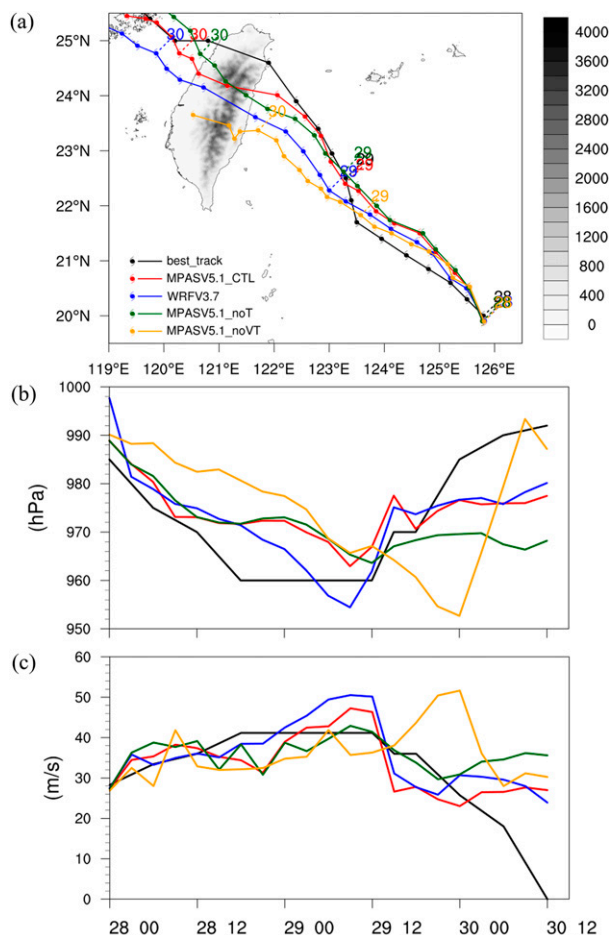 (a)
25°N
24°N
23°N
22°N
21°N
20°N
30 30 30
30
29
29
29
29
28
best_track
MPASV5.1_CTL
WRFV3.7
MPASV5.1_noT
MPASV5.1_noVT
119°E 120°E 121°E 122°E 123°E 124°E 125°E 126°E
4000
3600
3200
2800
2400
2000
1600
1200
800
400
0
(b)
1000
990
980
970
960
950
(hPa)
(c)
60
50
40
30
20
10
0
(m/s)
28 00 28 12 29 00 29 12 30 00 30 12